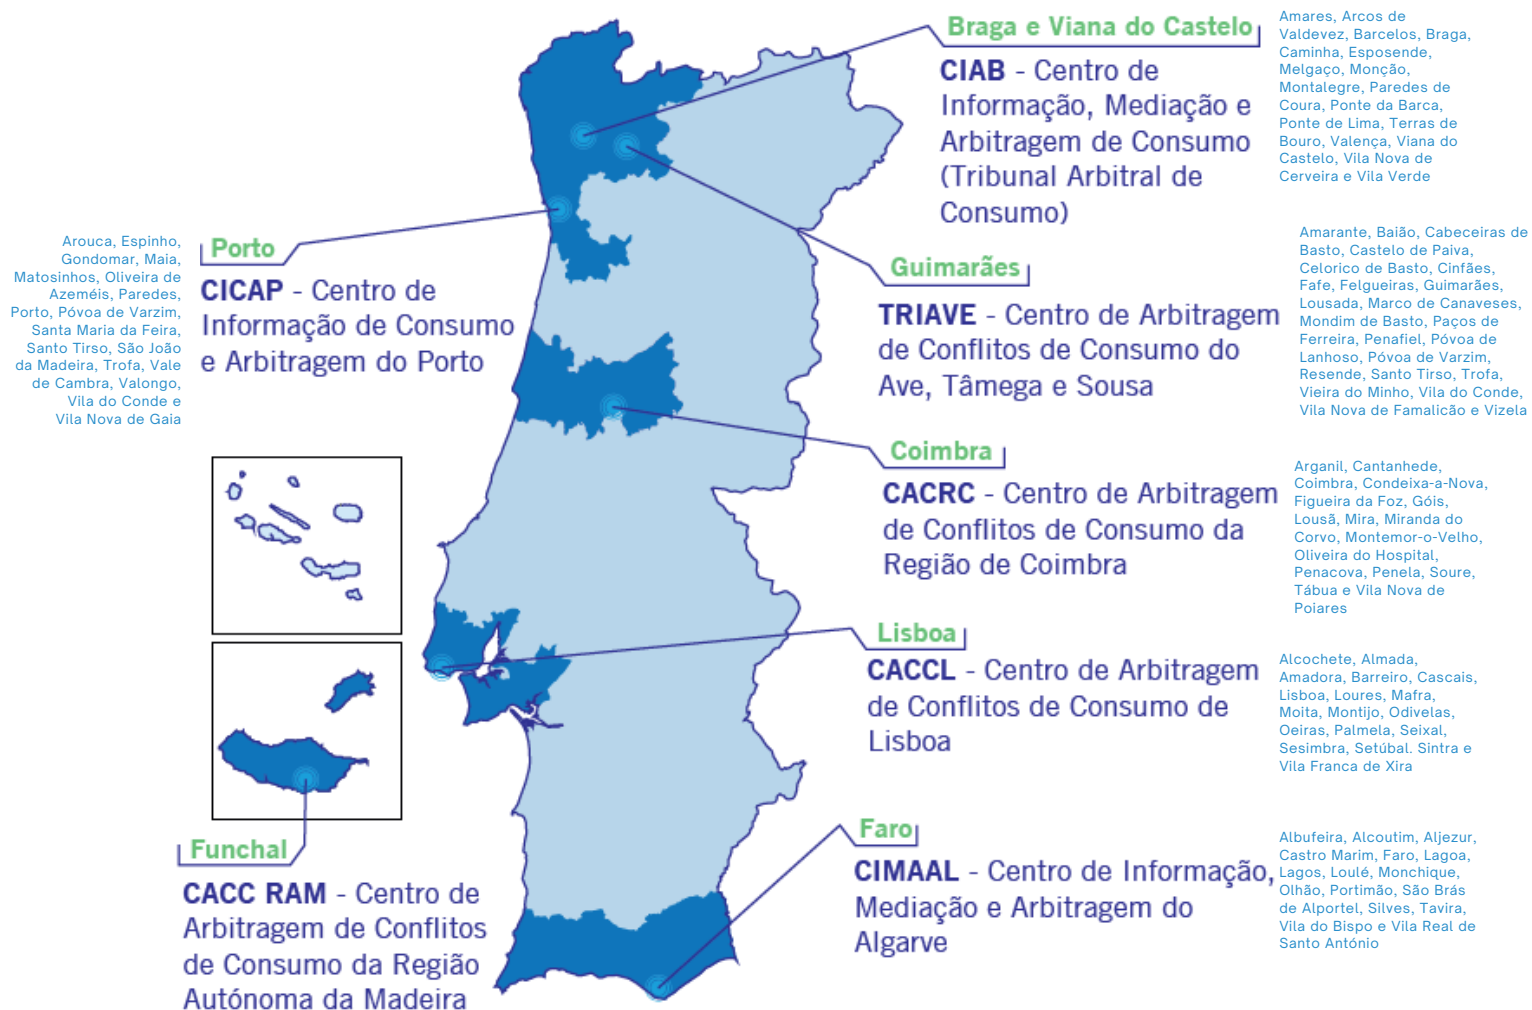 Braga e Viana do Castelo
CIAB - Centro de
Informação, Mediação e
Arbitragem de Consumo
(Tribunal Arbitral de
Consumo)
Amares, Arcos de
Valdevez, Barcelos, Braga,
Caminha, Esposende,
Melgaço, Monção,
Montalegre, Paredes de
Coura, Ponte da Barca,
Ponte de Lima, Terras de
Bouro, Valença, Viana do
Castelo, Vila Nova de
Cerveira e Vila Verde
Arouca, Espinho,
Gondomar, Maia,
Matosinhos, Oliveira de
Azeméis, Paredes,
Porto, Póvoa de Varzim,
Santa Maria da Feira,
Santo Tirso, São João
da Madeira, Trofa, Vale
de Cambra, Valongo,
Vila do Conde e
Vila Nova de Gaia
Porto
CICAP - Centro de
Informação de Consumo
e Arbitragem do Porto
Guimarães
TRIAVE - Centro de Arbitragem
de Conflitos de Consumo do
Ave, Tâmega e Sousa
Amarante, Baião, Cabeceiras de
Basto, Castelo de Paiva,
Celorico de Basto, Cinfães,
Fafe, Felgueiras, Guimarães,
Lousada, Marco de Canaveses,
Mondim de Basto, Paços de
Ferreira, Penafiel, Póvoa de
Lanhoso, Póvoa de Varzim,
Resende, Santo Tirso, Trofa,
Vieira do Minho, Vila do Conde,
Vila Nova de Famalicão e Vizela
Coimbra
CACRC - Centro de Arbitragem
de Conflitos de Consumo da
Região de Coimbra
Arganil, Cantanhede,
Coimbra, Condeixa-a-Nova,
Figueira da Foz, Góis,
Lousã, Mira, Miranda do
Corvo, Montemor-o-Velho,
Oliveira do Hospital,
Penacova, Penela, Soure,
Tábua e Vila Nova de
Poiares
Lisboa
CACCL - Centro de Arbitragem
de Conflitos de Consumo de
Lisboa
Alcochete, Almada,
Amadora, Barreiro, Cascais,
Lisboa, Loures, Mafra,
Moita, Montijo, Odivelas,
Oeiras, Palmela, Seixal,
Sesimbra, Setúbal. Sintra e
Vila Franca de Xira
Funchal
CACC RAM - Centro de
Arbitragem de Conflitos
de Consumo da Região
Autónoma da Madeira
Faro
CIMAAL - Centro de Informação,
Mediação e Arbitragem do
Algarve
Albufeira, Alcoutim, Aljezur,
Castro Marim, Faro, Lagoa,
Lagos, Loulé, Monchique,
Olhão, Portimão, São Brás
de Alportel, Silves, Tavira,
Vila do Bispo e Vila Real de
Santo António